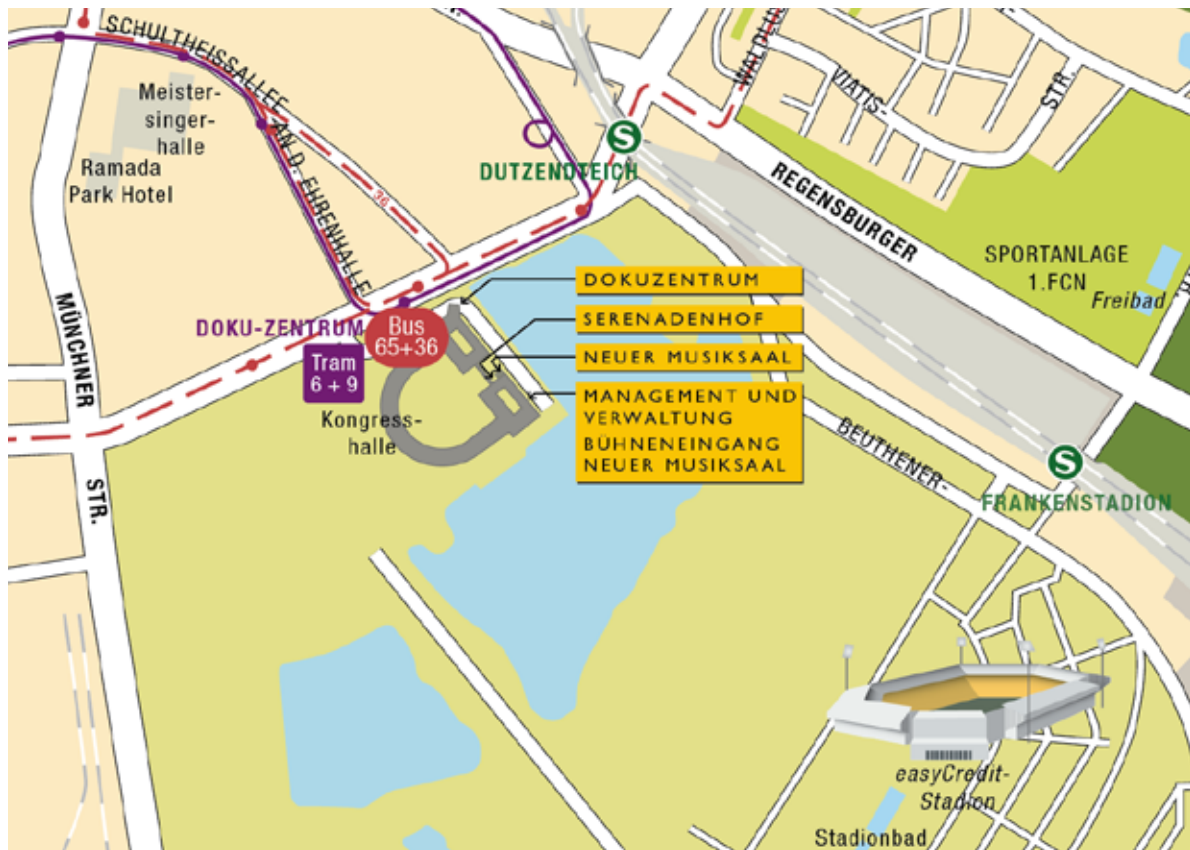 SCHULTHEISSALLEE
Meister-
singer-
halle
Ramada
Park Hotel
AN D. EHRENHALLE
36
MÜNCHNER
STR.
DOKU-ZENTRUM
Bus
65+36
Tram
6 + 9
Kongress-
halle
S
DUTZENDTEICH
VIATIS-
STR.
REGENSBURGER
SPORTANLAGE
1.FCN
Freibad
DOKUZENTRUM
SERENADENHOF
NEUER MUSIKSAAL
MANAGEMENT UND
VERWALTUNG
BÜHNENEINGANG
NEUER MUSIKSAAL
BEUTHENER-
S
FRANKENSTADION
easyCredit-
Stadion
Stadionbad